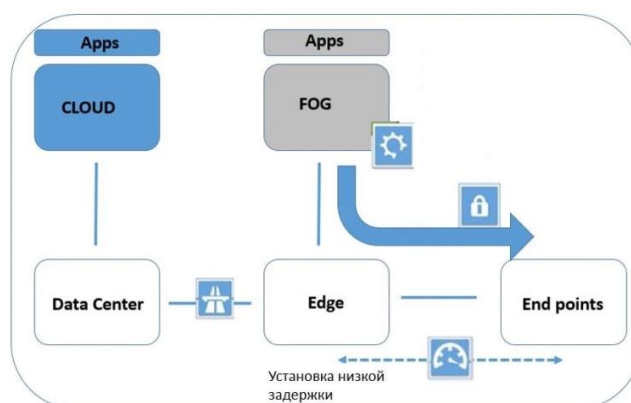 Apps
Apps
CLOUD
FOG
Data Center
Edge
End points
Установка низкой
задержки